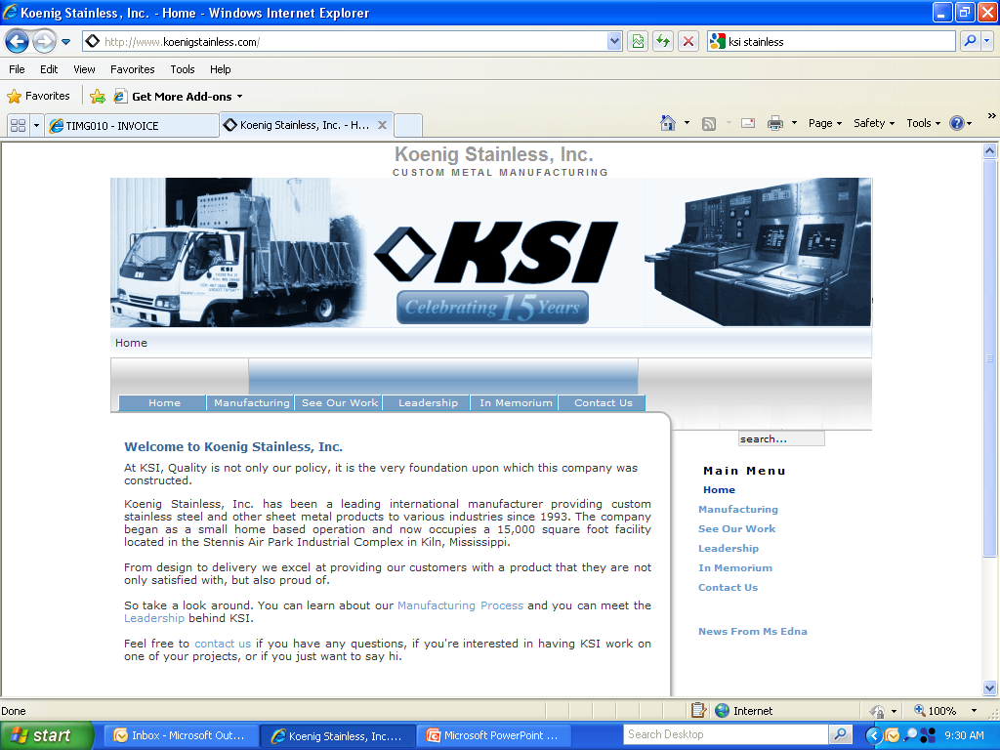 Koenig Stainless, Inc. - Home - Windows Internet Explorer
http://www.koenigstainless.com/
ksi stainless
File Edit View Favorites Tools Help
Favorites Get More Add-ons
TIMG010 - INVOICE
Koenig Stainless, Inc. - H...
Page Safety Tools
Koenig Stainless, Inc.
CUSTOM METAL MANUFACTURING
KSI
KSI
Celebrating 15 Years
Home
Home Manufacturing See Our Work Leadership In Memorium Contact Us
search...
Welcome to Koenig Stainless, Inc.
At KSI, Quality is not only our policy, it is the very foundation upon which this company was
constructed.
Koenig Stainless, Inc. has been a leading international manufacturer providing custom
stainless steel and other sheet metal products to various industries since 1993. The company
began as a small home based operation and now occupies a 15,000 square foot facility
located in the Stennis Air Park Industrial Complex in Kiln, Mississippi.
From design to delivery we excel at providing our customers with a product that they are not
only satisfied with, but also proud of.
So take a look around. You can learn about our Manufacturing Process and you can meet the
Leadership behind KSI.
Feel free to contact us if you have any questions, if you're interested in having KSI work on
one of your projects, or if you just want to say hi.
Main Menu
Home
Manufacturing
See Our Work
Leadership
In Memorium
Contact Us
News From Ms Edna
Done
Internet
100%
start
Inbox - Microsoft Out...
Koenig Stainless, Inc....
Microsoft PowerPoint ...
Search Desktop
9:30 AM